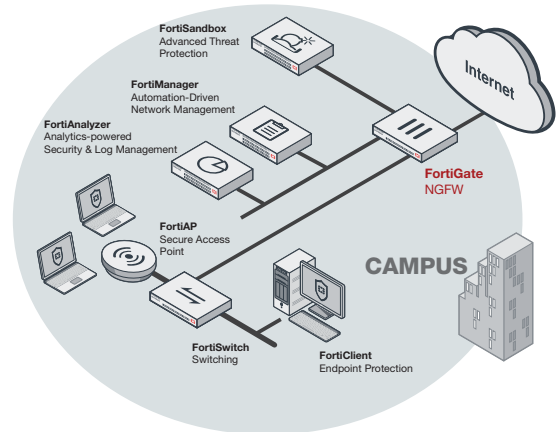 FortiSandbox
Advanced Threat
Protection
FortiManager
Automation-Driven
Network Management
FortiAnalyzer
Analytics-powered
Security & Log Management
Internet
FortiGate
NGFW
FortiAP
Secure Access
Point
CAMPUS
FortiSwitch
Switching
FortiClient
Endpoint Protection